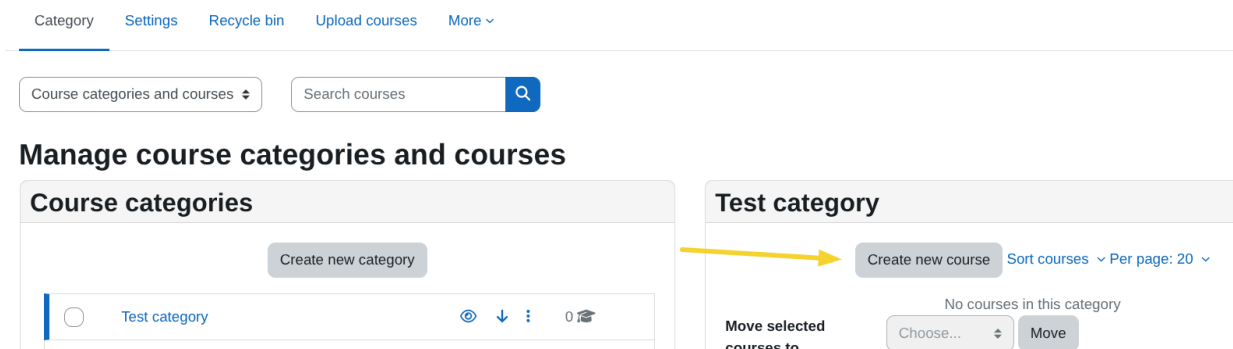 Category Settings Recycle bin Upload courses More
Course categories and courses Search courses
Manage course categories and courses
Course categories
Create new category
Test category 0
Test category
Create new course Sort courses Per page: 20
No courses in this category
Move selected
courses to
Choose... Move